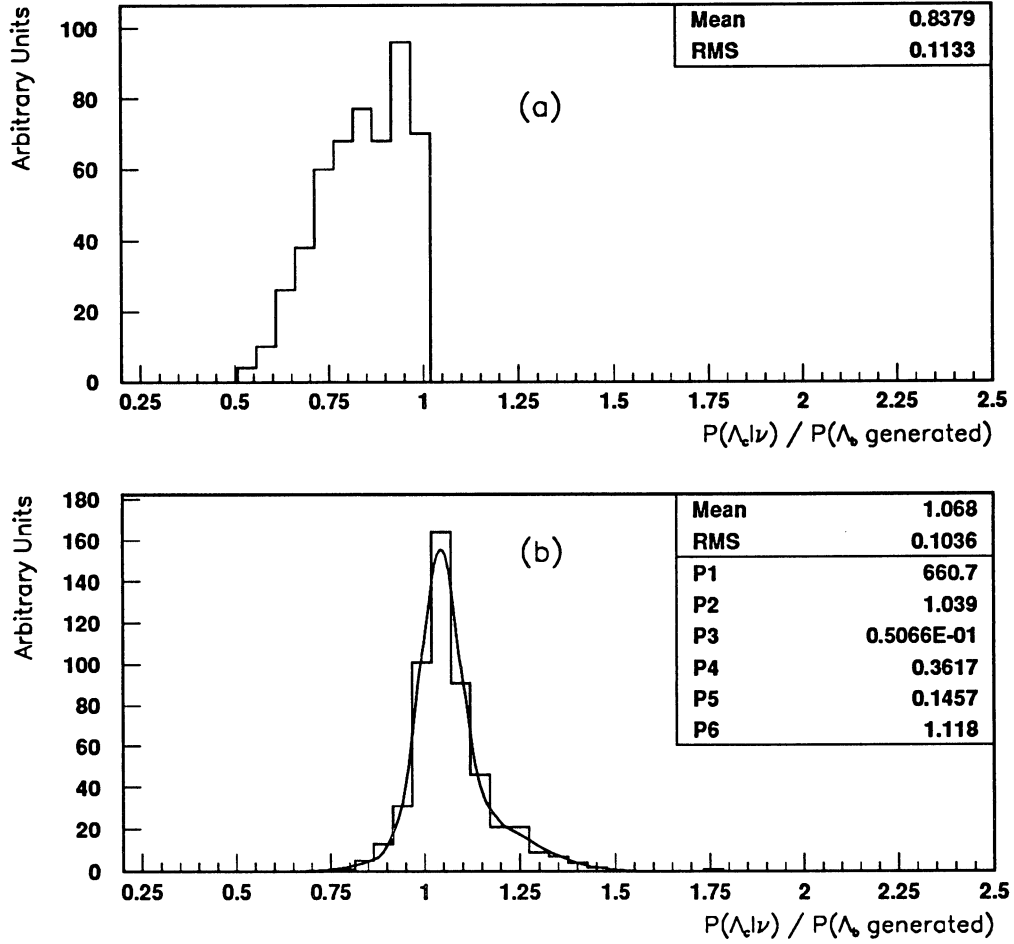 Arbitrary Units
100
80
60
40
20
0
Mean 0.8379
RMS 0.1133
(a)
0.25 0.5 0.75 1 1.25 1.5 1.75 2 2.25 2.5
P(Λclν) / P(Λb generated)
Arbitrary Units
180
160
140
120
100
80
60
40
20
0
Mean 1.068
RMS 0.1036
P1 660.7
P2 1.039
P3 0.5066E-01
P4 0.3617
P5 0.1457
P6 1.118
(b)
0.25 0.5 0.75 1 1.25 1.5 1.75 2 2.25 2.5
P(Λclν) / P(Λb generated)